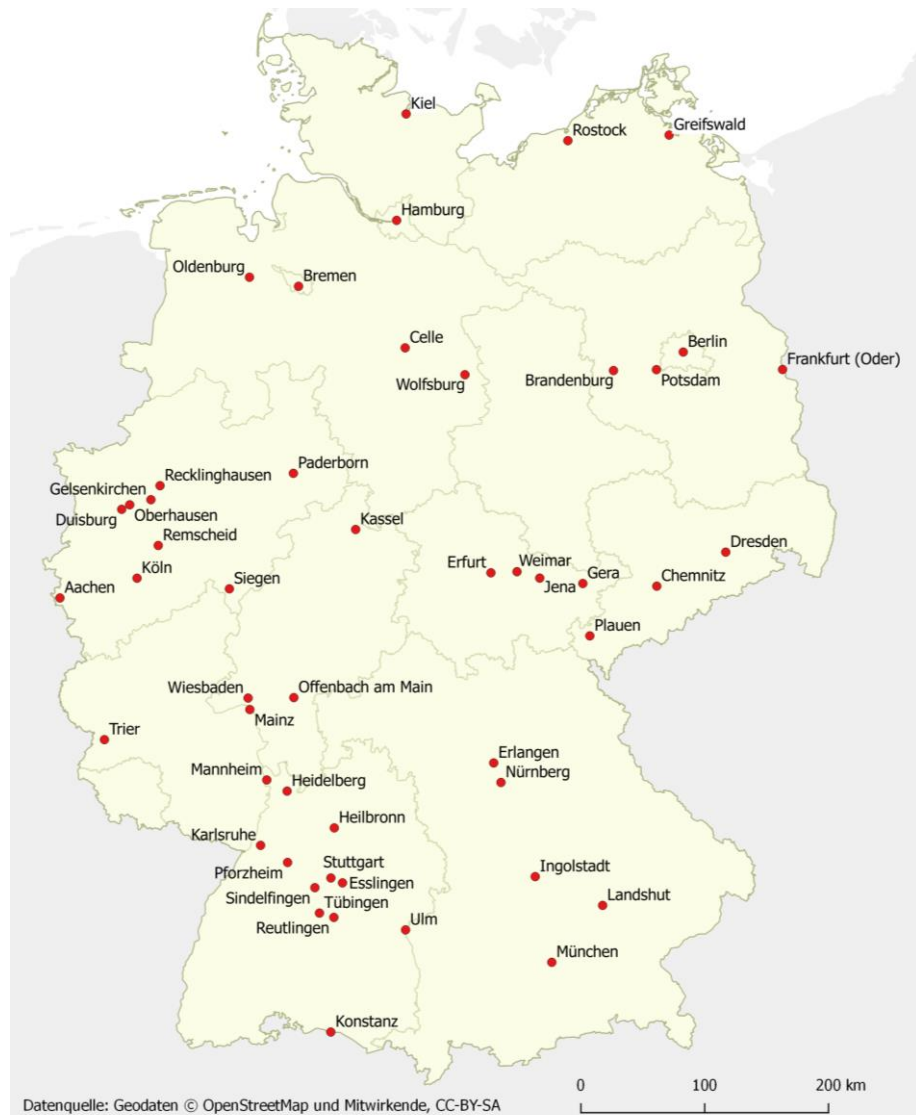 Kiel
Greifswald
Rostock
Hamburg
Oldenburg
Bremen
Celle
Berlin
Frankfurt (Oder)
Wolfsburg
Brandenburg
Potsdam
Paderborn
Recklinghausen
Gelsenkirchen
Duisburg
Oberhausen
Kassel
Remscheid
Dresden
Köln
Siegen
Erfurt
Weimar
Jena
Gera
Chemnitz
Aachen
Plauen
Wiesbaden
Offenbach am Main
Mainz
Trier
Erlangen
Mannheim
Heidelberg
Nürnberg
Heilbronn
Karlsruhe
Stuttgart
Ingolstadt
Pforzheim
Esslingen
Sindelfingen
Tübingen
Landshut
Reutlingen
Ulm
München
Konstanz
0 100 200 km
Datenquelle: Geodaten © OpenStreetMap und Mitwirkende, CC-BY-SA